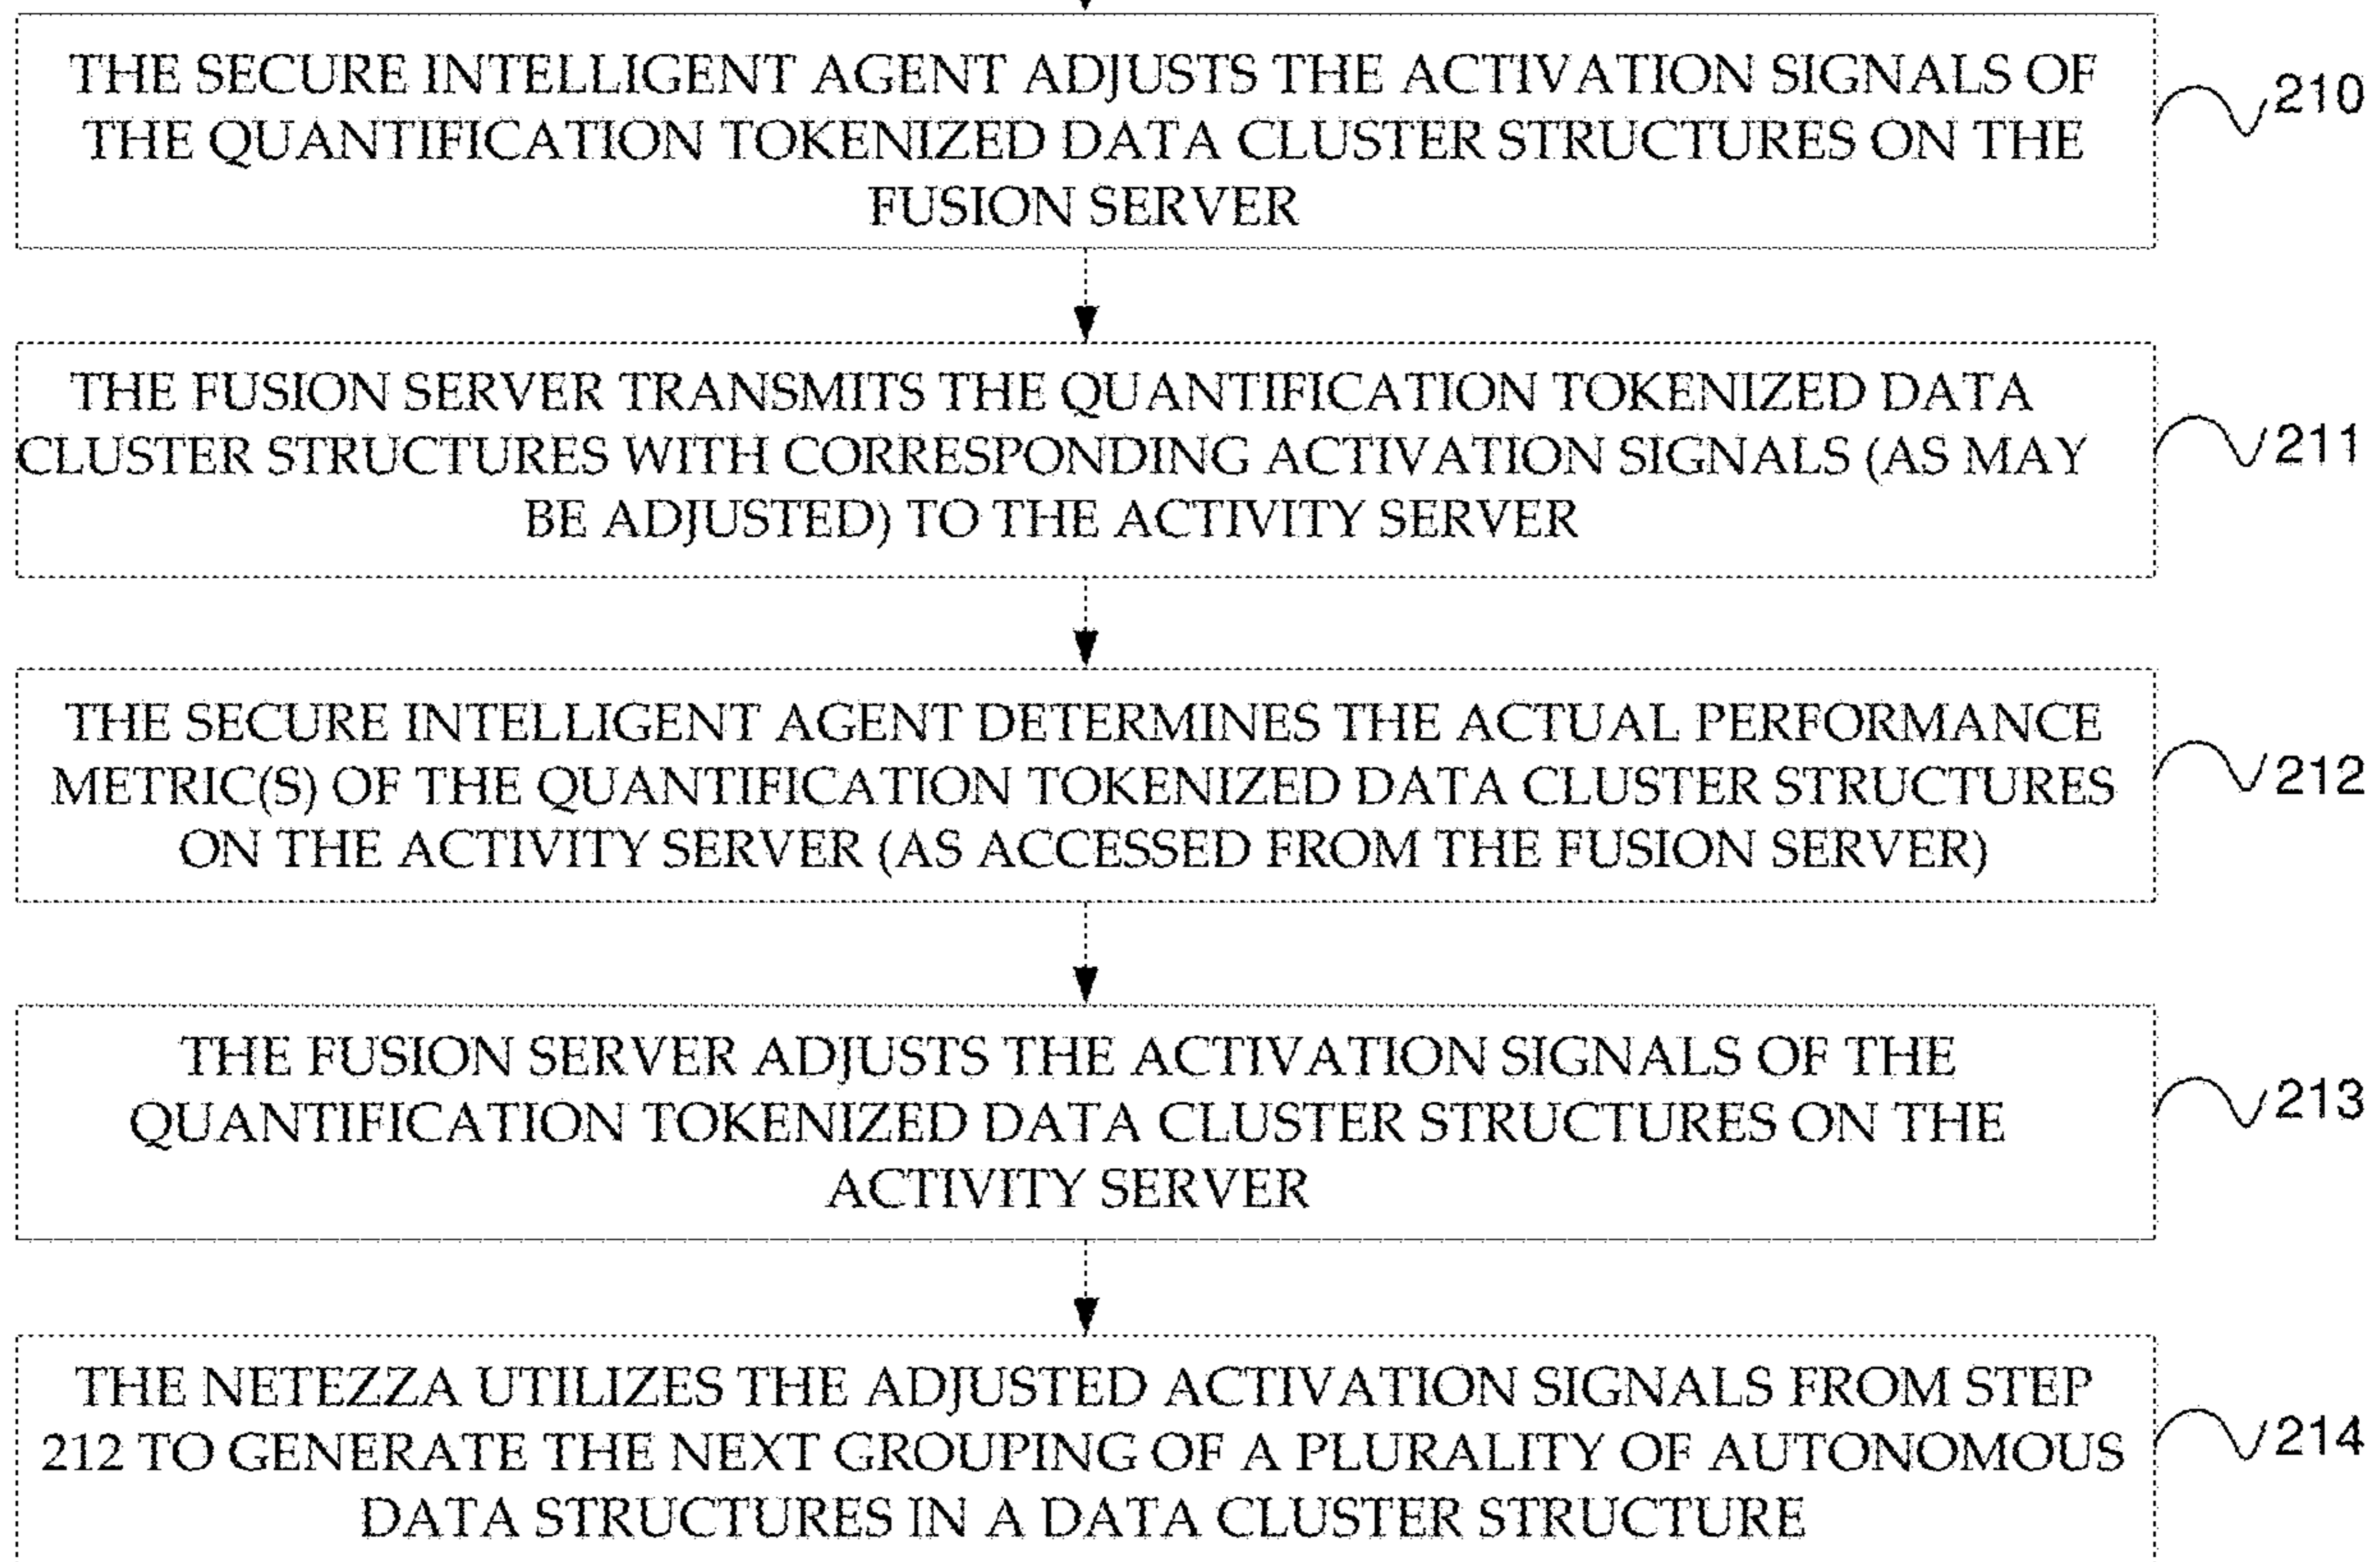 THE SECURE INTELLIGENT AGENT ADJUSTS THE ACTIVATION SIGNALS OF
THE QUANTIFICATION TOKENIZED DATA CLUSTER STRUCTURES ON THE
FUSION SERVER
210
THE FUSION SERVER TRANSMITS THE QUANTIFICATION TOKENIZED DATA
CLUSTER STRUCTURES WITH CORRESPONDING ACTIVATION SIGNALS (AS MAY
BE ADJUSTED) TO THE ACTIVITY SERVER
211
THE SECURE INTELLIGENT AGENT DETERMINES THE ACTUAL PERFORMANCE
METRIC(S) OF THE QUANTIFICATION TOKENIZED DATA CLUSTER STRUCTURES
ON THE ACTIVITY SERVER (AS ACCESSED FROM THE FUSION SERVER)
212
THE FUSION SERVER ADJUSTS THE ACTIVATION SIGNALS OF THE
QUANTIFICATION TOKENIZED DATA CLUSTER STRUCTURES ON THE
ACTIVITY SERVER
213
THE NETEZZA UTILIZES THE ADJUSTED ACTIVATION SIGNALS FROM STEP
212 TO GENERATE THE NEXT GROUPING OF A PLURALITY OF AUTONOMOUS
DATA STRUCTURES IN A DATA CLUSTER STRUCTURE
214